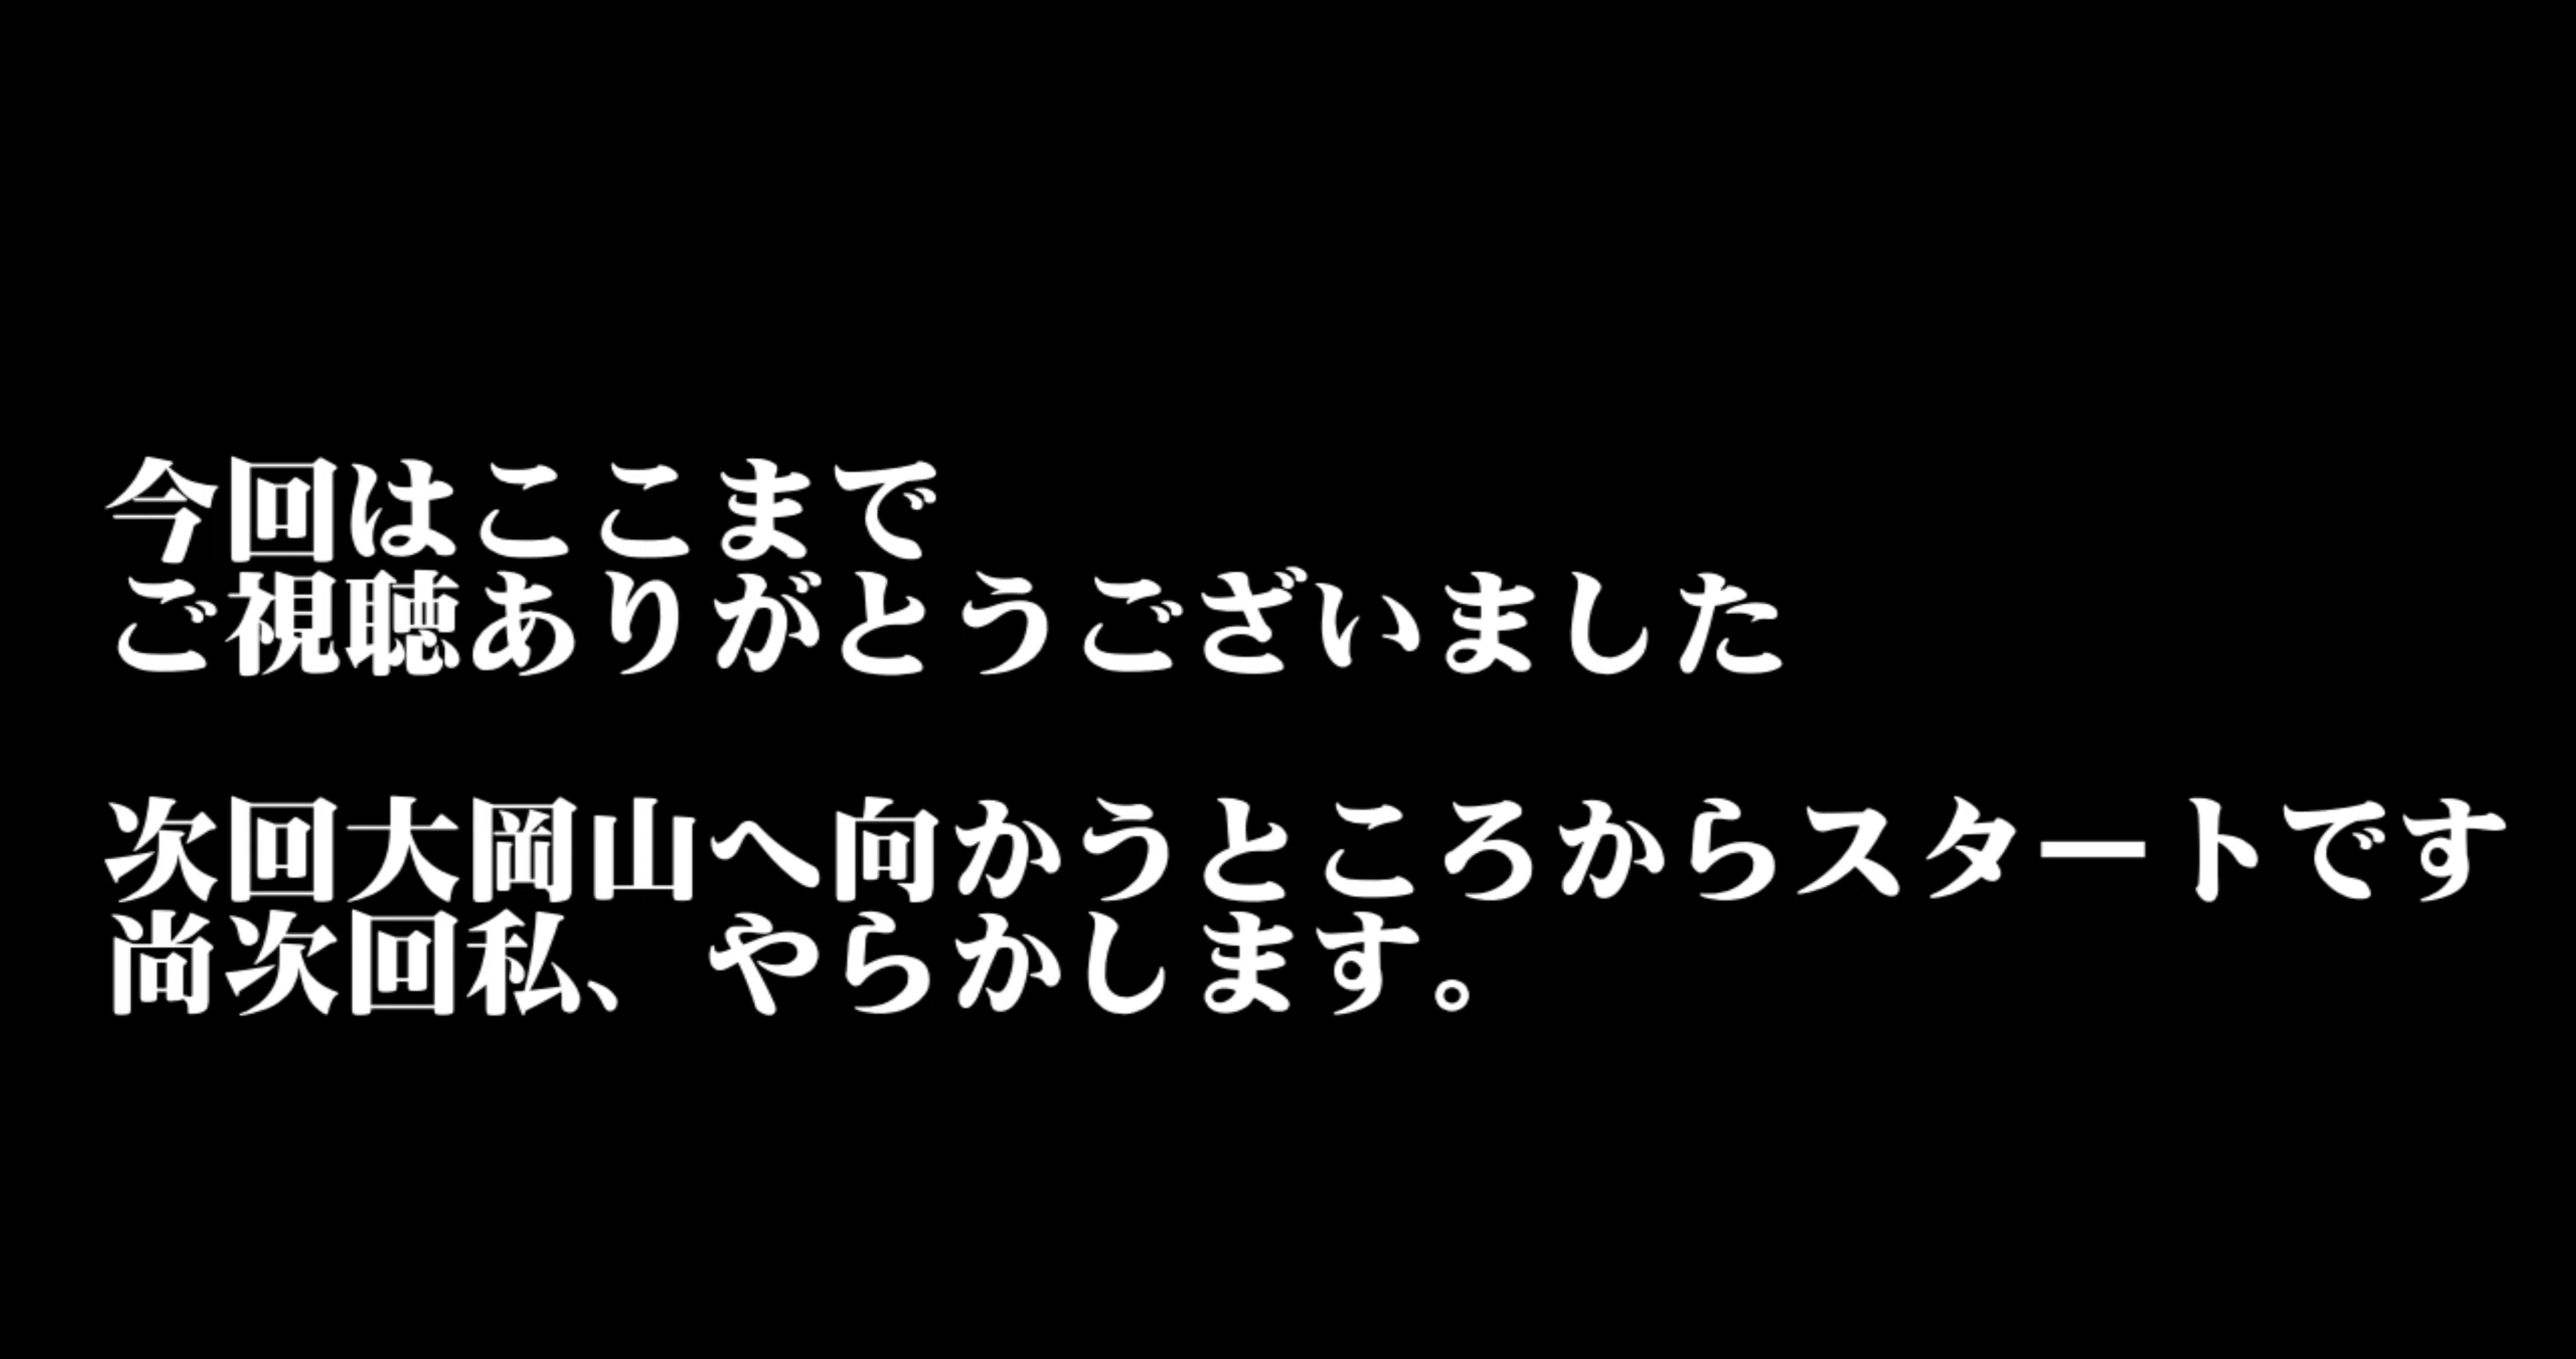 今回はここまで
ご視聴ありがとうございました
次回大岡山へ向かうところからスタートです
尚次回私、やらかします。